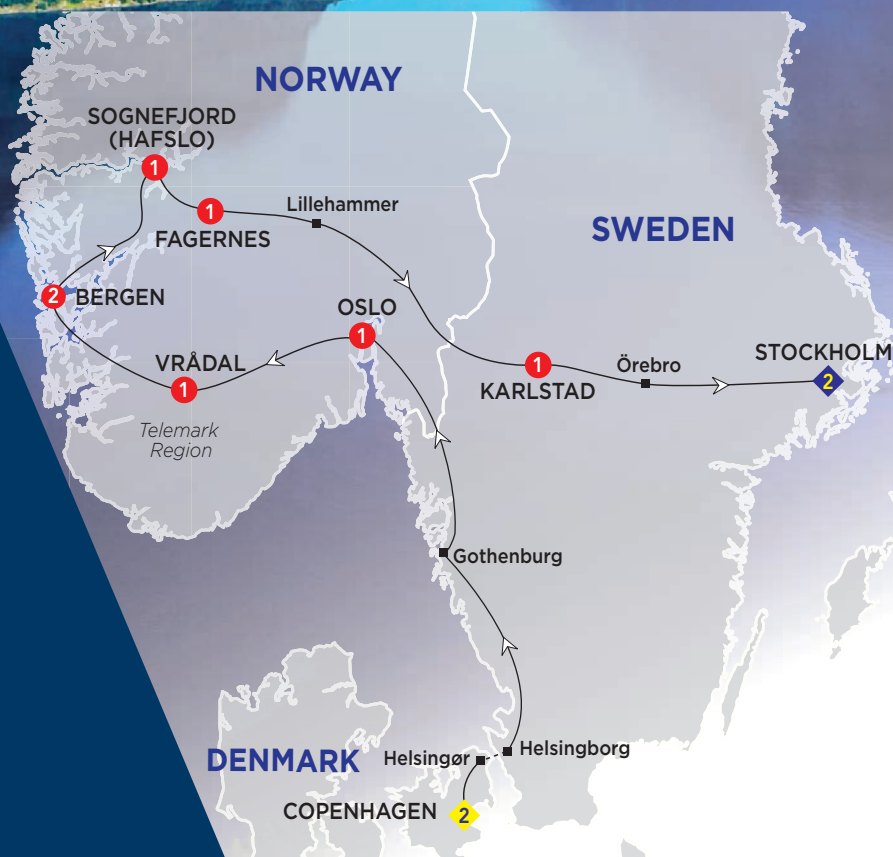 NORWAY
SOGNEFJORD
(HAFSLO)
1
1
FAGERNES
Lillehammer
SWEDEN
2
BERGEN
OSLO
1
VRÅDAL
1
Telemark
Region
1
KARLSTAD
Örebro
STOCKHOLM
2
Gothenburg
DENMARK
Helsingør
Helsingborg
COPENHAGEN
2